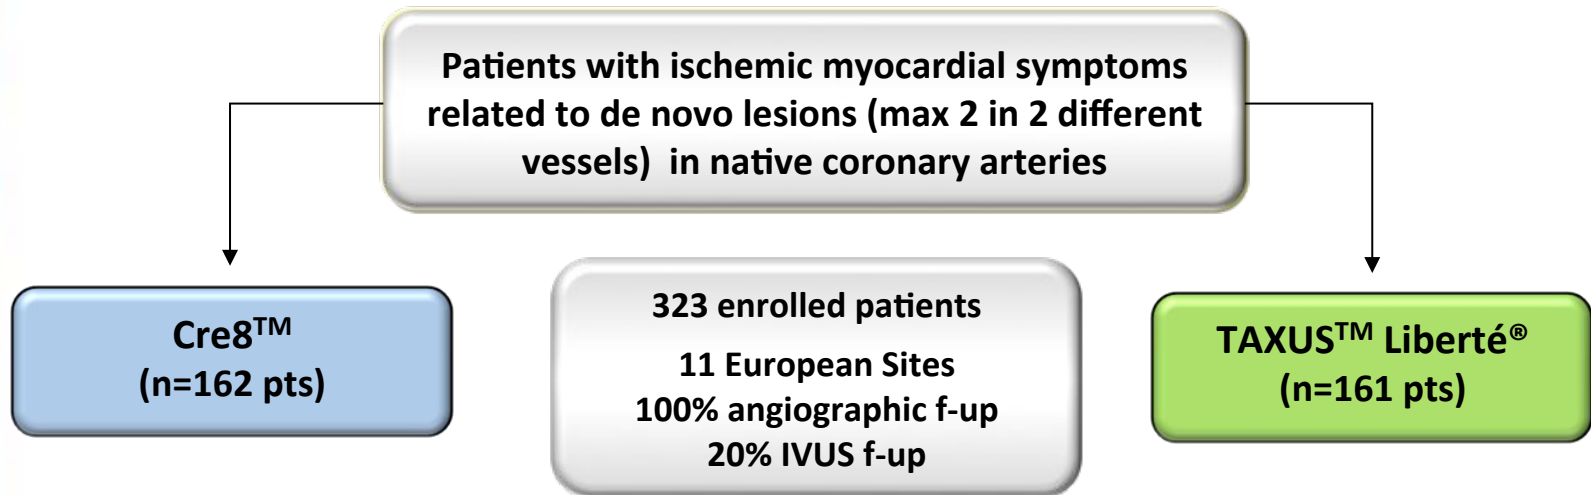 Patients with ischemic myocardial symptoms
related to de novo lesions (max 2 in 2 different
vessels) in native coronary arteries
Cre8™
(n=162 pts)
323 enrolled patients
11 European Sites
100% angiographic f-up
20% IVUS f-up
TAXUS™ Liberté®
(n=161 pts)